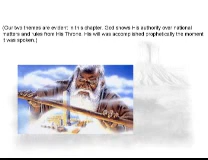 (Our two themes are evident in this chapter. God shows His authority over national
matters and rules from His Throne. His will was accomplished prophetically the moment
it was spoken.)